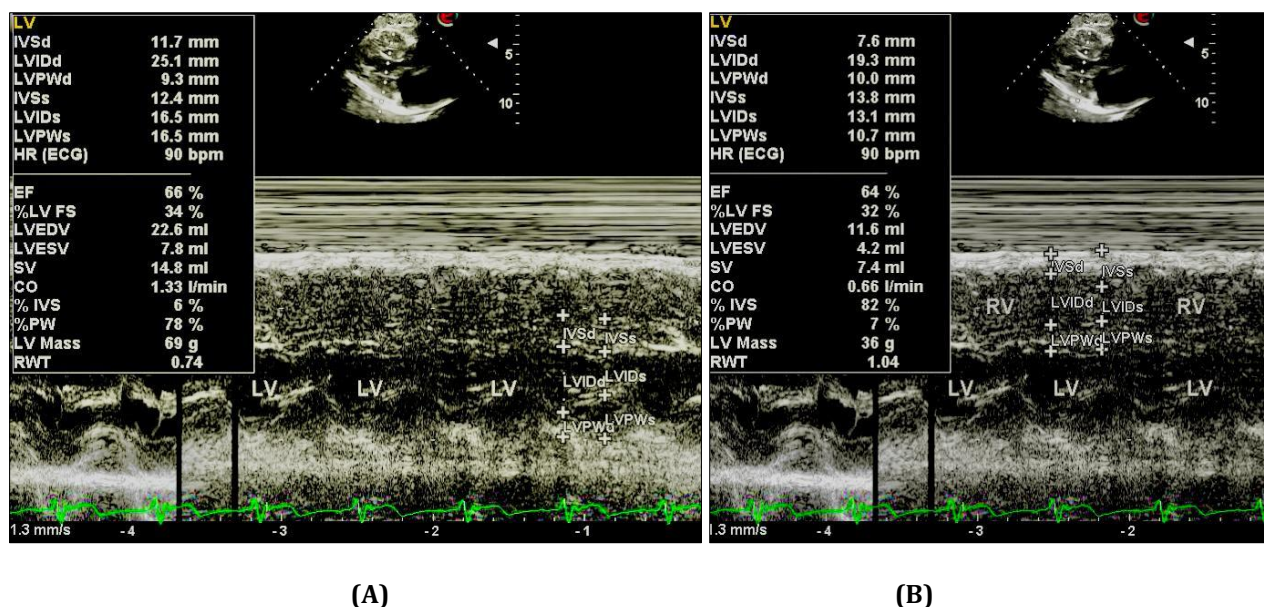 LV
IVSd 11.7 mm
LVIDd 25.1 mm
LVPWd 9.3 mm
IVSs 12.4 mm
LVIDs 16.5 mm
LVPWs 16.5 mm
HR (ECG) 90 bpm
EF 66 %
%LV FS 34 %
LVEDV 22.6 ml
LVESV 7.8 ml
SV 14.8 ml
CO 1.33 l/min
% IVS 6 %
%PW 78 %
LV Mass 69 g
RWT 0.74
5
10
IVSd IVSs
LVIDd LVIDs
LV LV LV
LVPWd LVPWs
1.3 mm/s -4 -3 -2 -1
(A)
LV
IVSd 7.6 mm
LVIDd 19.3 mm
LVPWd 10.0 mm
IVSs 13.8 mm
LVIDs 13.1 mm
LVPWs 10.7 mm
HR (ECG) 90 bpm
EF 64 %
%LV FS 32 %
LVEDV 11.6 ml
LVESV 4.2 ml
SV 7.4 ml
CO 0.66 l/min
% IVS 82 %
%PW 7 %
LV Mass 36 g
RWT 1.04
5
10
IVSd IVSs
RV LVIDd LVIDs RV
LVPWd LVPWs
LV LV LV
1.3 mm/s -4 -3 -2
(B)